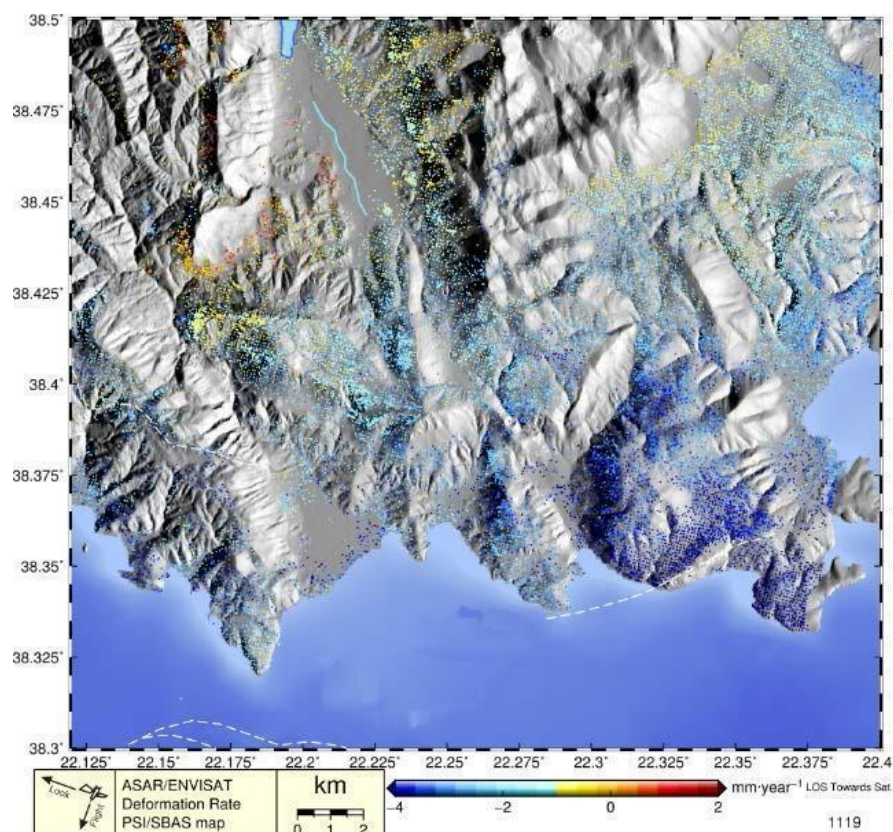 38.5°
38.475°
38.45°
38.425°
38.4°
38.375°
38.35°
38.325°
38.3°
22.125 22.15° 22.175° 22.2° 22.225° 22.25° 22.275° 22.3° 22.325° 22.35° 22.375° 22.4°
Look
Flight
ASAR/ENVISAT
Deformation Rate
PSI/SBAS map
km
0 1 2
-4 -2 0 2
mm·year⁻¹ LOS Towards Sat.
1119